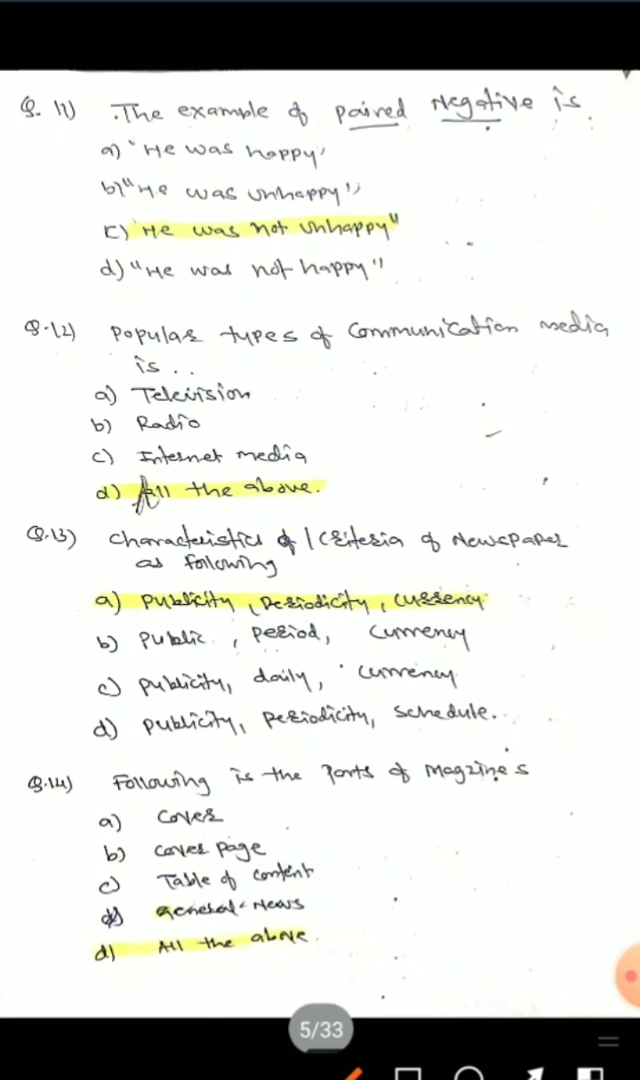 Q. 11) .The example of paired Negative is.
a) "He was happy'
b) "He was unhappy"
c) He was not unhappy"
d) "He was not happy"
Q.12) Popular types of Communication media
is..
a) Television
b) Radio
c) Internet media
d) All the above.
Q.13) Characteristics of / Criteria of Newspaper
as following
a) Publicity, Periodicity, currency
b) Public, Period, Currency
c) Publicity, daily, Currency
d) Publicity, Periodicity, Schedule..
Q.14) Following is the Parts of Magzines
a) Cover
b) Cover Page
c) Table of content
d) General News
d) All the above.
5/33